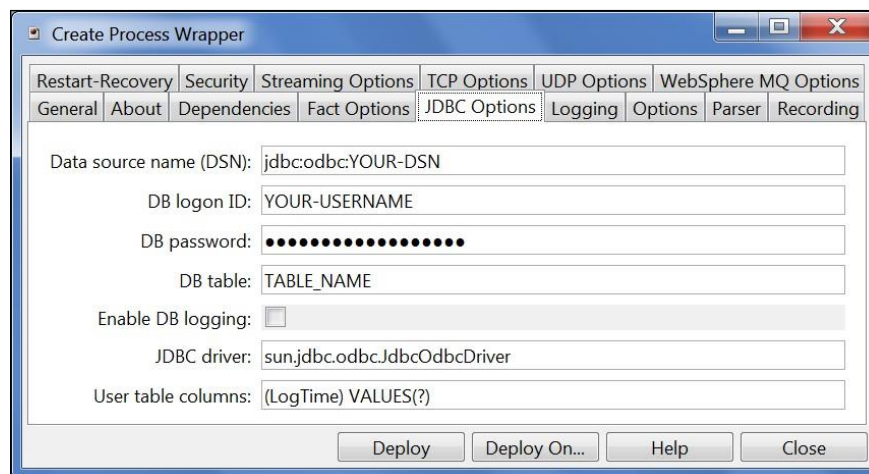 Create Process Wrapper
Restart-Recovery Security Streaming Options TCP Options UDP Options WebSphere MQ Options
General About Dependencies Fact Options JDBC Options Logging Options Parser Recording
Data source name (DSN): jdbc:odbc:YOUR-DSN
DB logon ID: YOUR-USERNAME
DB password: ●●●●●●●●●●●●●●●●●●
DB table: TABLE_NAME
Enable DB logging:
JDBC driver: sun.jdbc.odbc.JdbcOdbcDriver
User table columns: (LogTime) VALUES(?)
Deploy Deploy On... Help Close